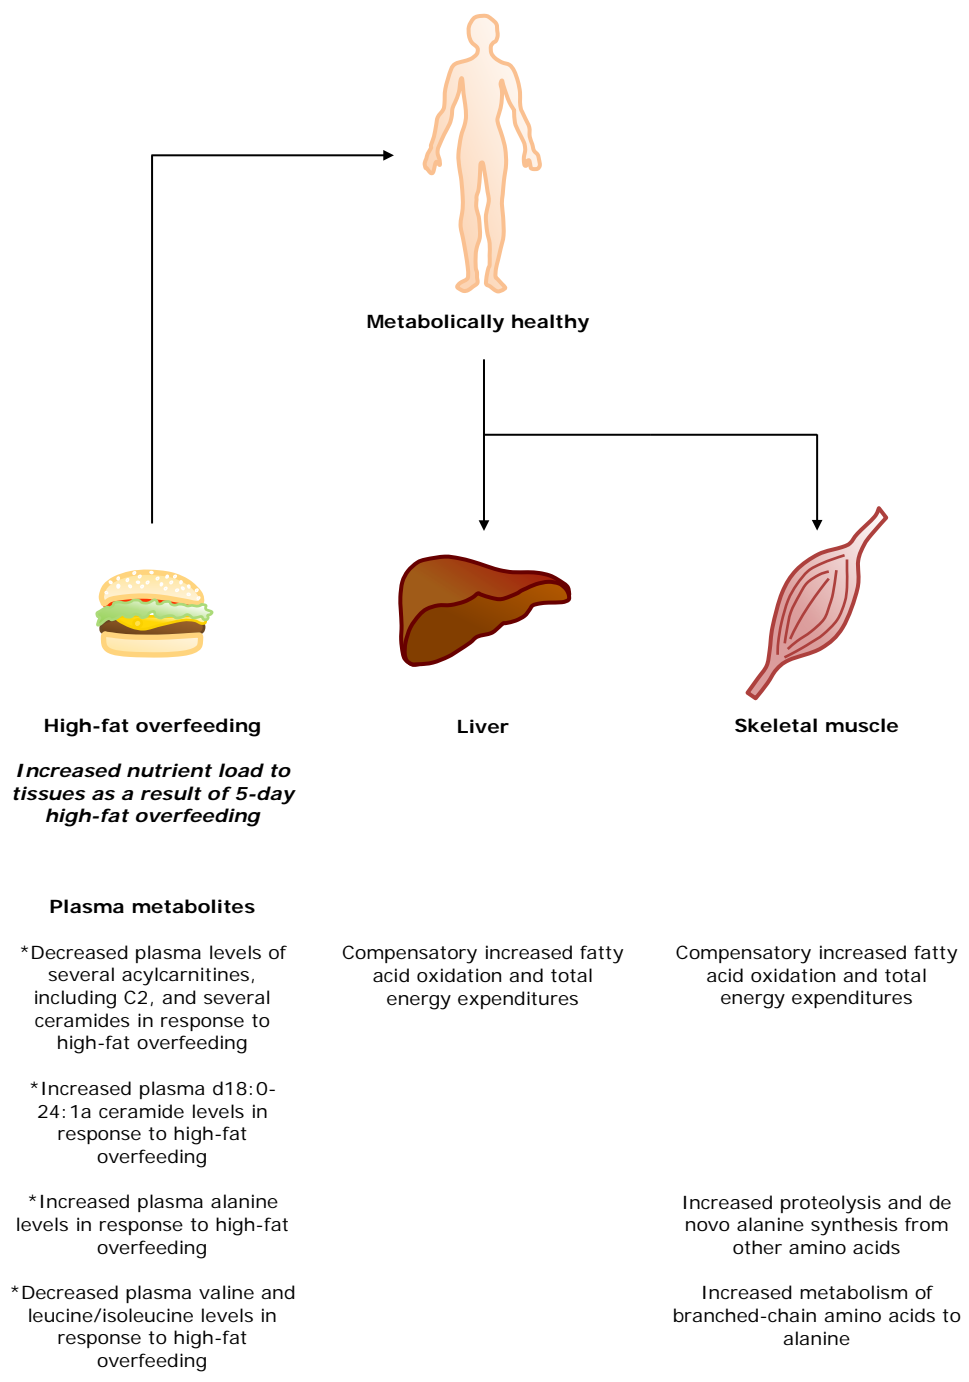 Metabolically healthy
High-fat overfeeding
Increased nutrient load to
tissues as a result of 5-day
high-fat overfeeding
Liver
Skeletal muscle
Plasma metabolites
*Decreased plasma levels of
several acylcarnitines,
including C2, and several
ceramides in response to
high-fat overfeeding
Compensatory increased fatty
acid oxidation and total
energy expenditures
Compensatory increased fatty
acid oxidation and total
energy expenditures
*Increased plasma d18:0-
24:1a ceramide levels in
response to high-fat
overfeeding
*Increased plasma alanine
levels in response to high-fat
overfeeding
Increased proteolysis and de
novo alanine synthesis from
other amino acids
*Decreased plasma valine and
leucine/isoleucine levels in
response to high-fat
overfeeding
Increased metabolism of
branched-chain amino acids to
alanine